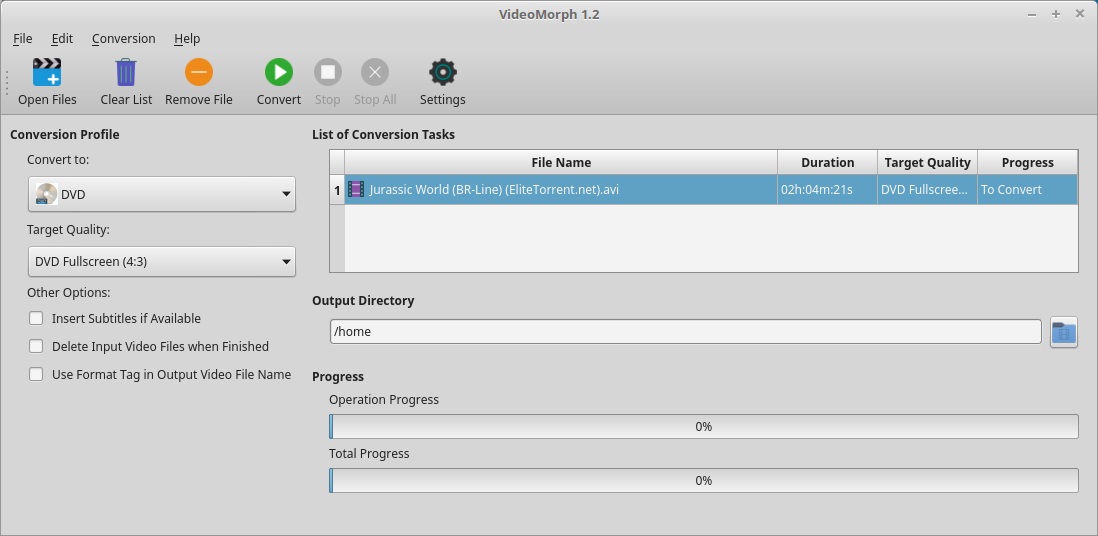 VideoMorph 1.2
File Edit Conversion Help
Open Files Clear List Remove File Convert Stop Stop All Settings
Conversion Profile
Convert to:
DVD
Target Quality:
DVD Fullscreen (4:3)
Other Options:
Insert Subtitles if Available
Delete Input Video Files when Finished
Use Format Tag in Output Video File Name
List of Conversion Tasks
File Name Duration Target Quality Progress
1 Jurassic World (BR-Line) (EliteTorrent.net).avi 02h:04m:21s DVD Fullscree... To Convert
Output Directory
/home
Progress
Operation Progress
0%
Total Progress
0%